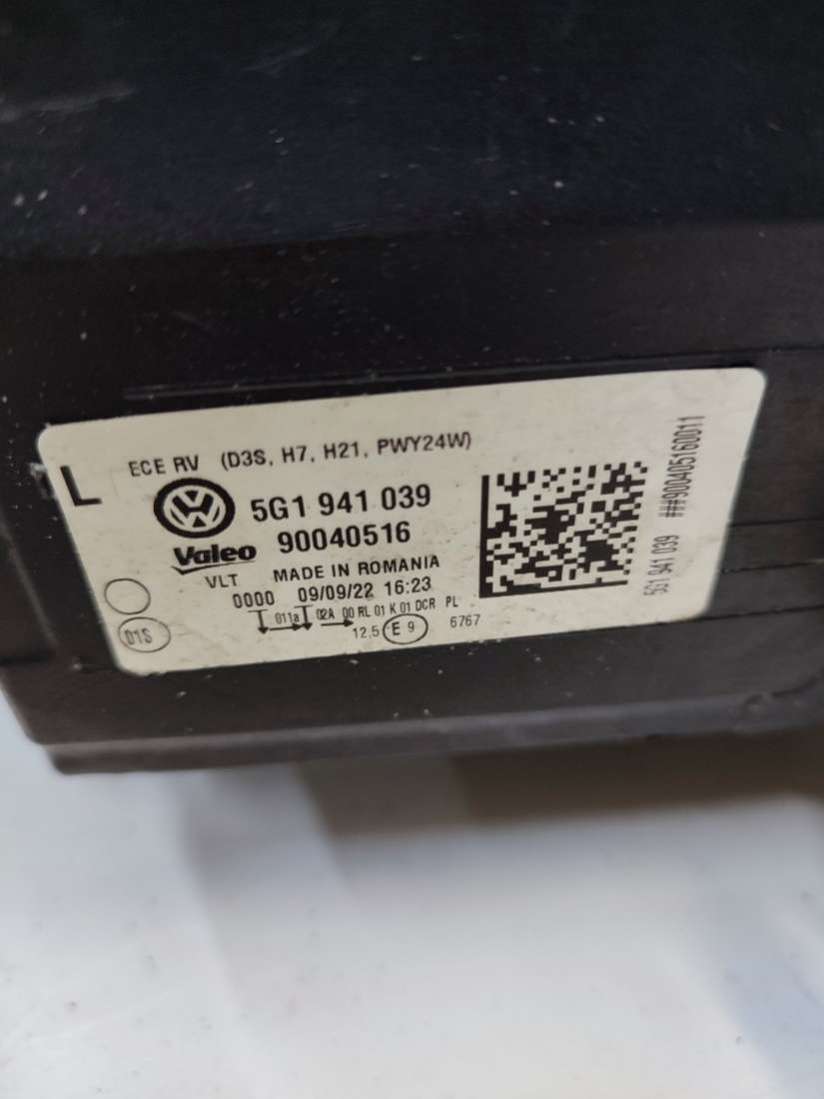 L
ECE RV (D3S, H7, H21, PWY24W)
5G1 941 039
Valeo 90040516
VLT MADE IN ROMANIA
0000 09/09/22 16:23
011a 02A 00 RL 01 K 01 DCR PL
01S
12,5 E 9 6767
5G1 941 039 ###900405160011